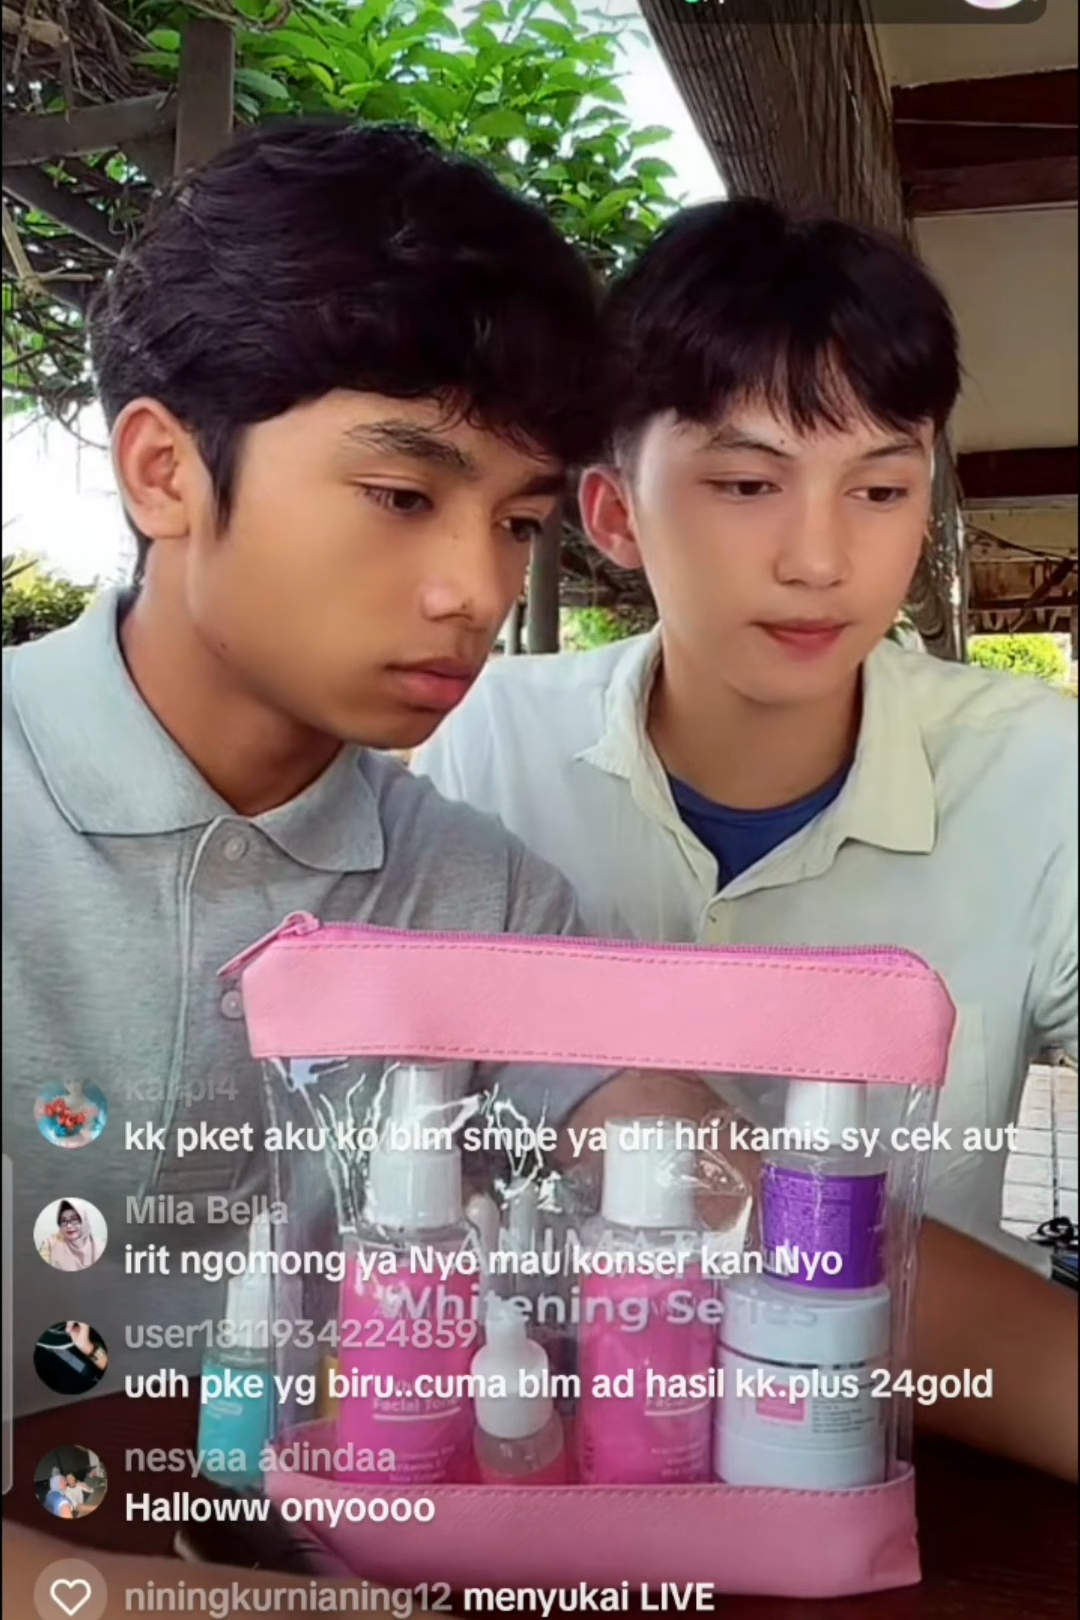 karpi4
kk pket aku ko blm smpe ya dri hri kamis sy cek aut
Mila Bella
irit ngomong ya Nyo mau konser kan Nyo
Whitening Series
user1811934224859
udh pke yg biru..cuma blm ad hasil kk.plus 24gold
Facial
nesyaa adindaa
Halloww onyoooo
niningkurnianing12 menyukai LIVE